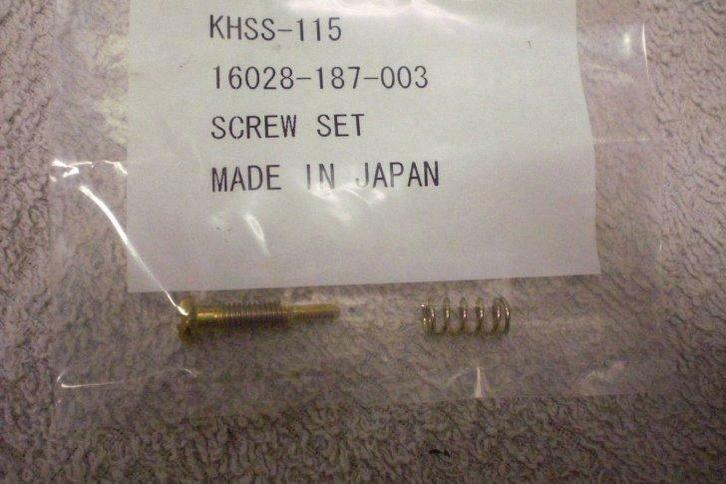 KHSS-115
16028-187-003
SCREW SET
MADE IN JAPAN